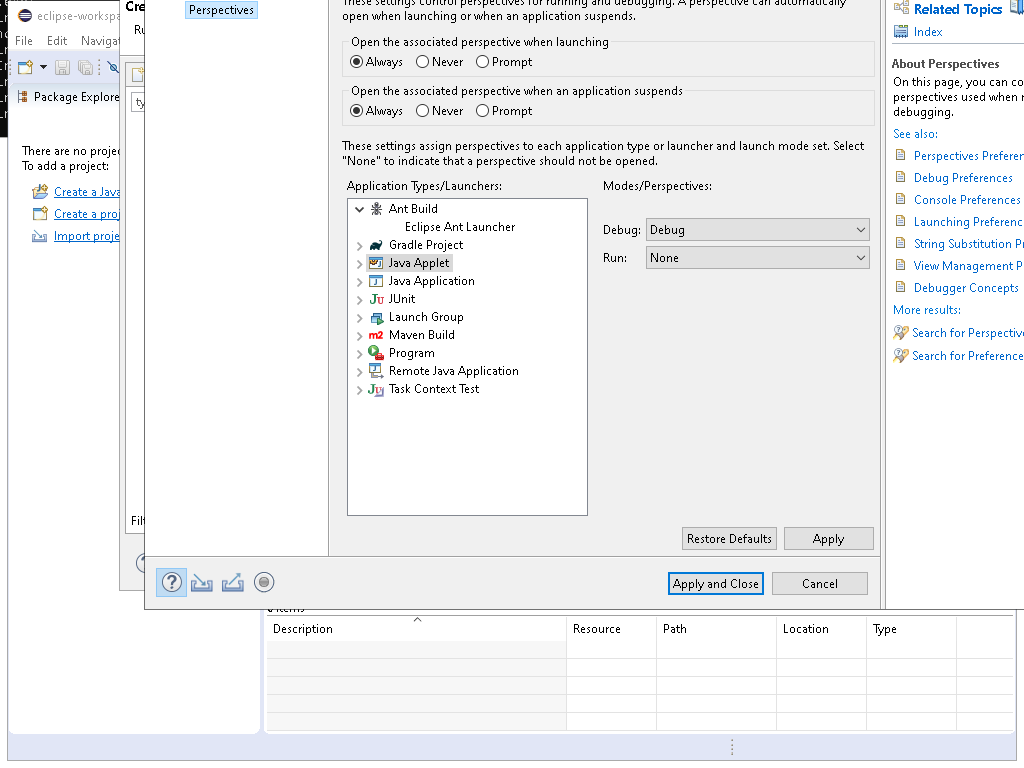 eclipse-workspa
File Edit Navigat
Package Explore
There are no proje
To add a project:
Create a Java
Create a proj
Import proje
Cre
Ru
ty
Filt
Perspectives
These settings control perspectives for running and debugging. A perspective can automatically
open when launching or when an application suspends.
Open the associated perspective when launching
Always Never Prompt
Open the associated perspective when an application suspends
Always Never Prompt
These settings assign perspectives to each application type or launcher and launch mode set. Select
"None" to indicate that a perspective should not be opened.
Application Types/Launchers:
Ant Build
Eclipse Ant Launcher
Gradle Project
Java Applet
Java Application
JUnit
Launch Group
Maven Build
Program
Remote Java Application
Task Context Test
Modes/Perspectives:
Debug: Debug
Run: None
Restore Defaults Apply
Apply and Close Cancel
Related Topics
Index
About Perspectives
On this page, you can co
perspectives used when r
debugging.
See also:
Perspectives Preferen
Debug Preferences
Console Preferences
Launching Preferenc
String Substitution Pr
View Management P
Debugger Concepts
More results:
Search for Perspective
Search for Preference
Description Resource Path Location Type